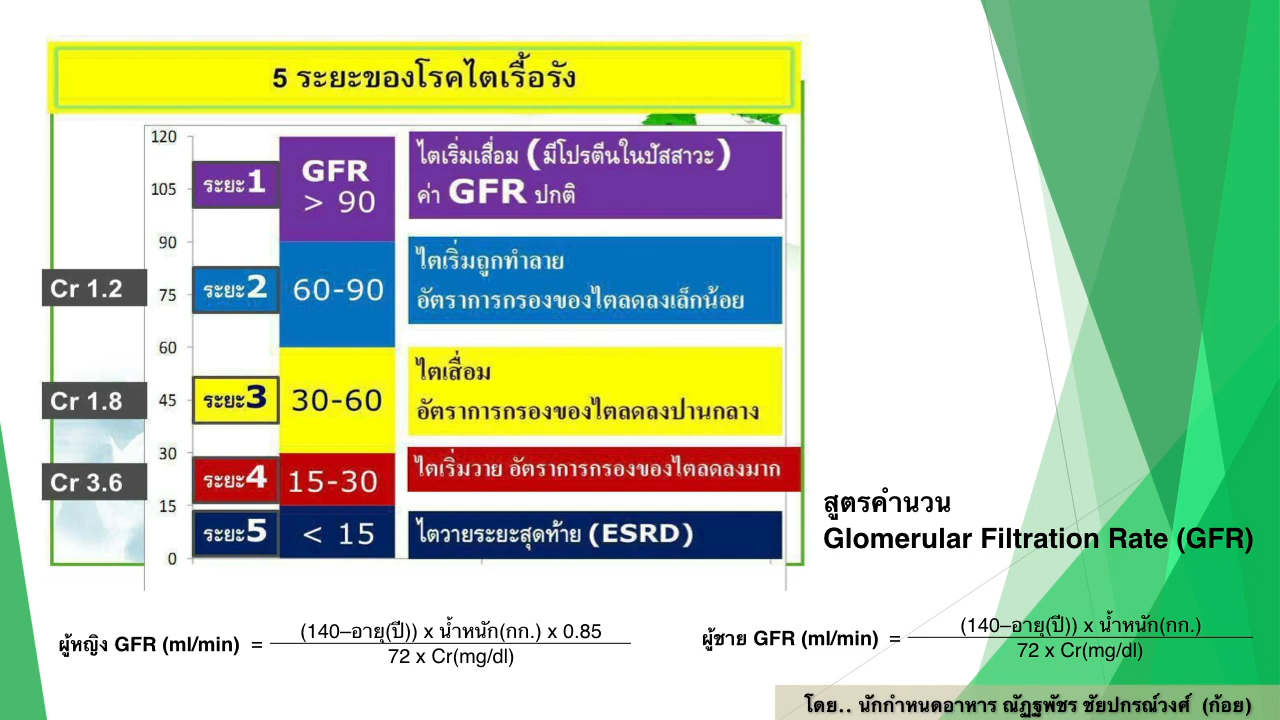 5 ระยะของโรคไตเรื้อรัง
120
105
90
75
60
45
30
15
0
Cr 1.2
Cr 1.8
Cr 3.6
ระยะ1
GFR
> 90
ไตเริ่มเสื่อม (มีโปรตีนในปัสสาวะ)
ค่า GFR ปกติ
ระยะ2
60-90
ไตเริ่มถูกทำลาย
อัตราการกรองของไตลดลงเล็กน้อย
ระยะ3
30-60
ไตเสื่อม
อัตราการกรองของไตลดลงปานกลาง
ระยะ4
15-30
ไตเริ่มวาย อัตราการกรองของไตลดลงมาก
ระยะ5
< 15
ไตวายระยะสุดท้าย (ESRD)
สูตรคำนวน
Glomerular Filtration Rate (GFR)
ผู้หญิง GFR (ml/min) =
(140–อายุ(ปี)) x น้ำหนัก(กก.) x 0.85
72 x Cr(mg/dl)
ผู้ชาย GFR (ml/min) =
(140–อายุ(ปี)) x น้ำหนัก(กก.)
72 x Cr(mg/dl)
โดย.. นักกำหนดอาหาร ณัฏฐพัชร ชัยปกรณ์วงศ์ (ก้อย)